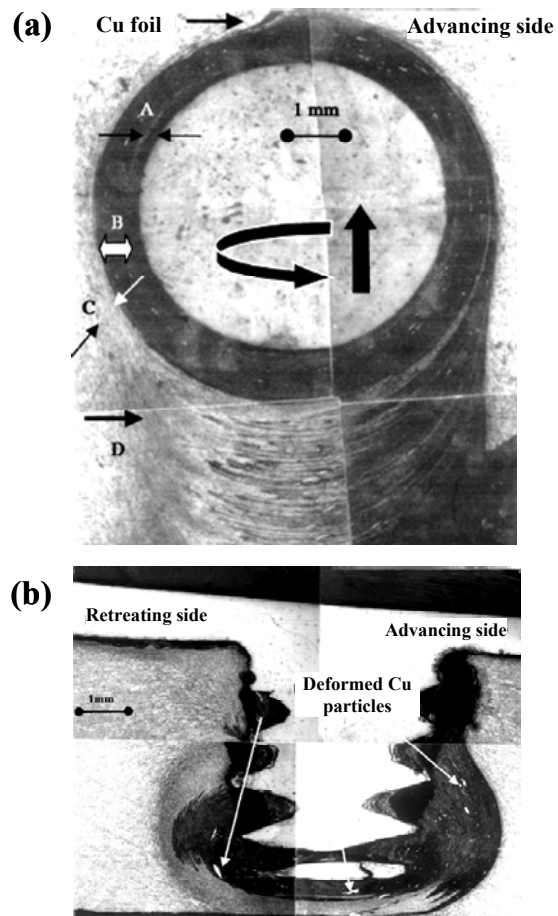 (a)
Cu foil
Advancing side
A
1 mm
B
C
D
(b)
Retreating side
Advancing side
1mm
Deformed Cu
particles